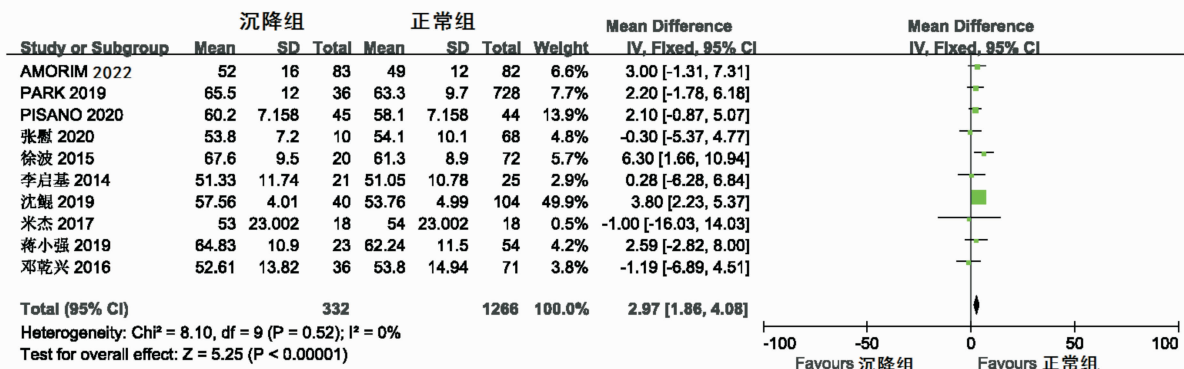 沉降组 正常组 Mean Difference Mean Difference
Study or Subgroup Mean SD Total Mean SD Total Weight IV, Fixed, 95% CI IV, Fixed, 95% CI
AMORIM 2022 52 16 83 49 12 82 6.6% 3.00 [-1.31, 7.31]
PARK 2019 65.5 12 36 63.3 9.7 728 7.7% 2.20 [-1.78, 6.18]
PISANO 2020 60.2 7.158 45 58.1 7.158 44 13.9% 2.10 [-0.87, 5.07]
张慰 2020 53.8 7.2 10 54.1 10.1 68 4.8% -0.30 [-5.37, 4.77]
徐波 2015 67.6 9.5 20 61.3 8.9 72 5.7% 6.30 [1.66, 10.94]
李启基 2014 51.33 11.74 21 51.05 10.78 25 2.9% 0.28 [-6.28, 6.84]
沈鲲 2019 57.56 4.01 40 53.76 4.99 104 49.9% 3.80 [2.23, 5.37]
米杰 2017 53 23.002 18 54 23.002 18 0.5% -1.00 [-16.03, 14.03]
蒋小强 2019 64.83 10.9 23 62.24 11.5 54 4.2% 2.59 [-2.82, 8.00]
邓乾兴 2016 52.61 13.82 36 53.8 14.94 71 3.8% -1.19 [-6.89, 4.51]
Total (95% CI) 332 1266 100.0% 2.97 [1.86, 4.08]
Heterogeneity: Chi² = 8.10, df = 9 (P = 0.52); I² = 0%
Test for overall effect: Z = 5.25 (P < 0.00001)
-100 -50 0 50 100
Favours 沉降组 Favours 正常组